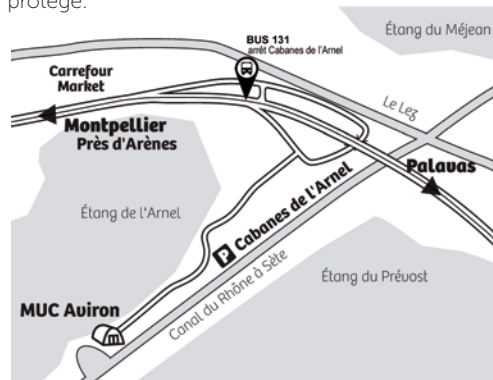 protégé.
Étang du Méjean
BUS 131
arrêt Cabanes de l'Arnel
Carrefour
Market
Le Lez
Montpellier
Près d'Arènes
Palavas
Étang de l'Arnel
P Cabanes de l'Arnel
Étang du Prévost
Canal du Rhône à Sète
MUC Aviron